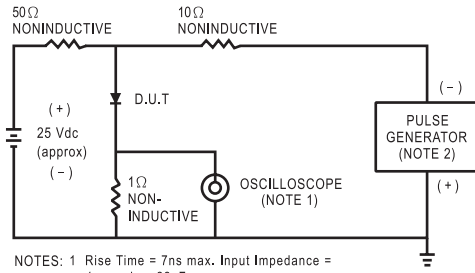 50Ω
NONINDUCTIVE
10Ω
NONINDUCTIVE
(+)
25 Vdc
(approx)
(−)
D.U.T
1Ω
NON-
INDUCTIVE
OSCILLOSCOPE
(NOTE 1)
(−)
PULSE
GENERATOR
(NOTE 2)
(+)
NOTES: 1 Rise Time = 7ns max. Input Impedance =